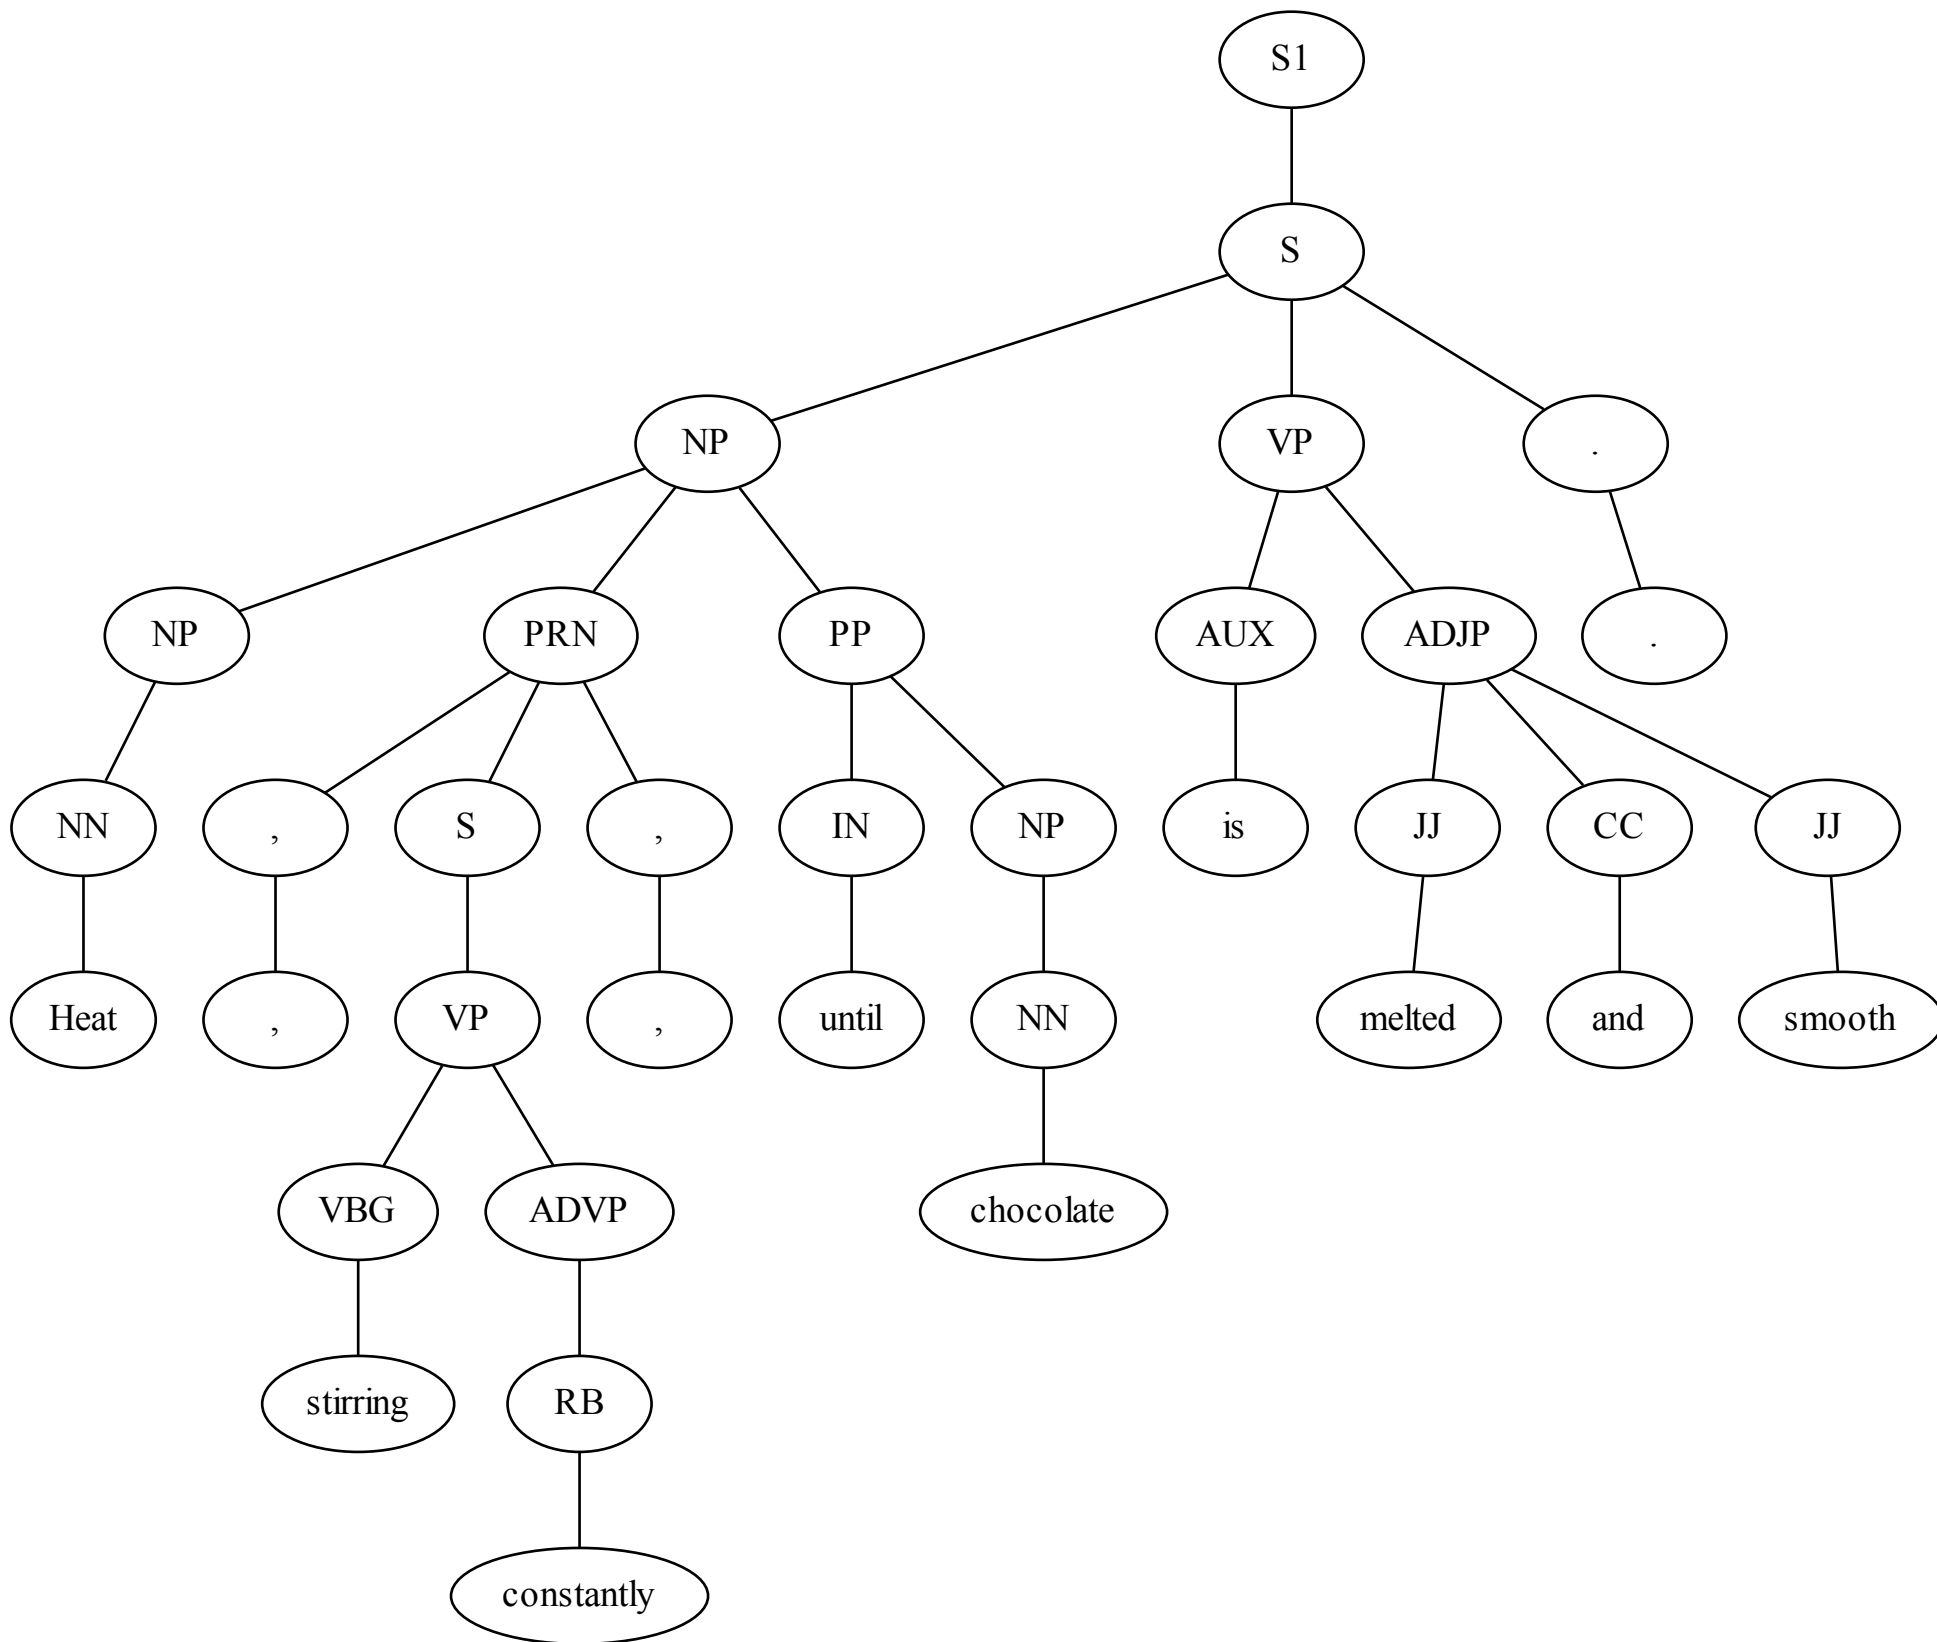 S1
S
NP VP .
NP PRN PP AUX ADJP .
NN , S , IN NP is JJ CC JJ
Heat , VP , until NN melted and smooth
VBG ADVP chocolate
stirring RB
constantly